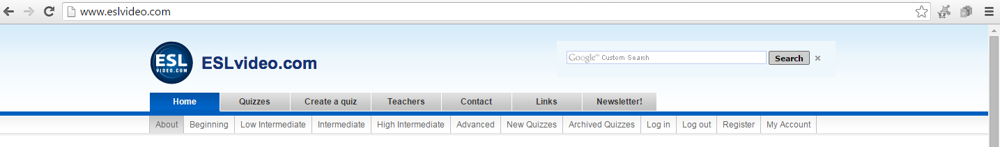 www.eslvideo.com
ESL
VIDEO.COM
ESLvideo.com
Google™ Custom Search
Search
×
Home Quizzes Create a quiz Teachers Contact Links Newsletter!
About Beginning Low Intermediate Intermediate High Intermediate Advanced New Quizzes Archived Quizzes Log in Log out Register My Account